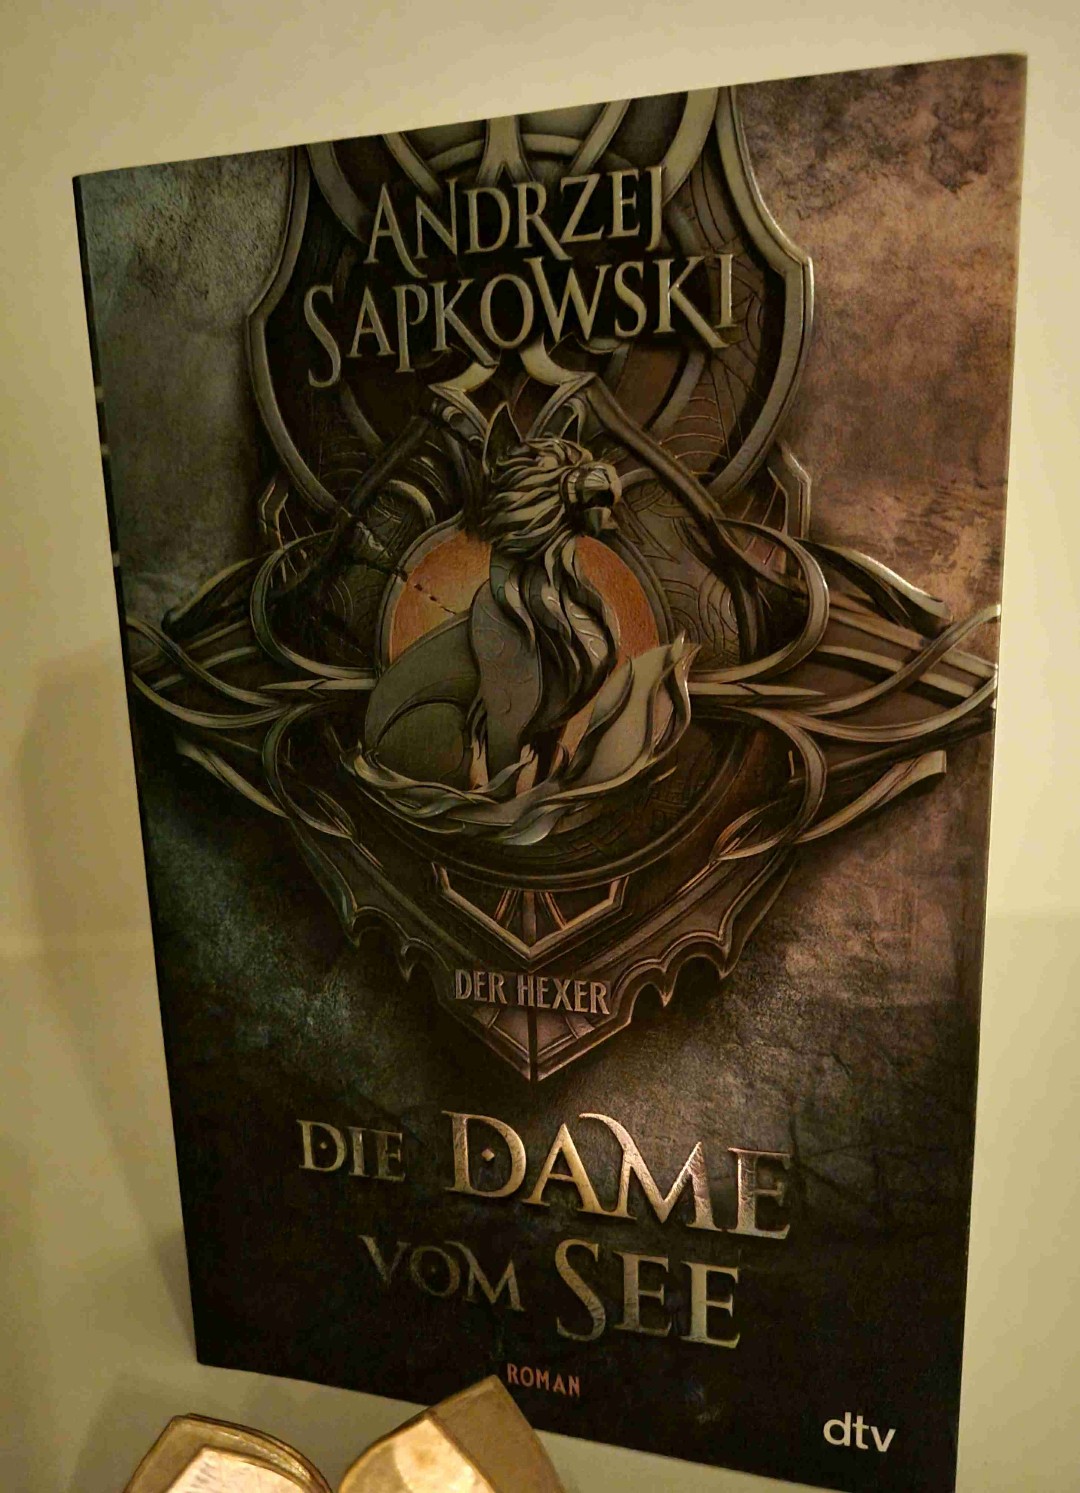 ANDRZEJ
SAPKOWSKI
DER HEXER
DIE DAME
VOM SEE
ROMAN
dtv